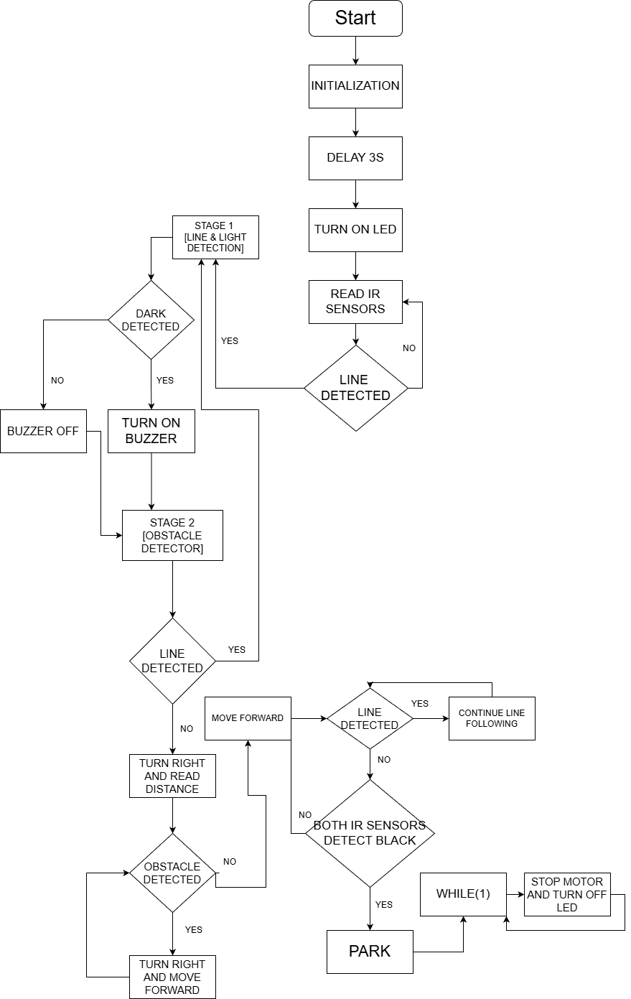 Start
INITIALIZATION
DELAY 3S
TURN ON LED
READ IR
SENSORS
NO
LINE
DETECTED
YES
STAGE 1
[LINE & LIGHT
DETECTION]
DARK
DETECTED
NO
YES
BUZZER OFF
TURN ON
BUZZER
STAGE 2
[OBSTACLE
DETECTOR]
LINE
DETECTED
YES
NO
TURN RIGHT
AND READ
DISTANCE
OBSTACLE
DETECTED
NO
YES
TURN RIGHT
AND MOVE
FORWARD
MOVE FORWARD
LINE
DETECTED
YES
CONTINUE LINE
FOLLOWING
NO
BOTH IR SENSORS
DETECT BLACK
NO
YES
PARK
WHILE(1)
STOP MOTOR
AND TURN OFF
LED